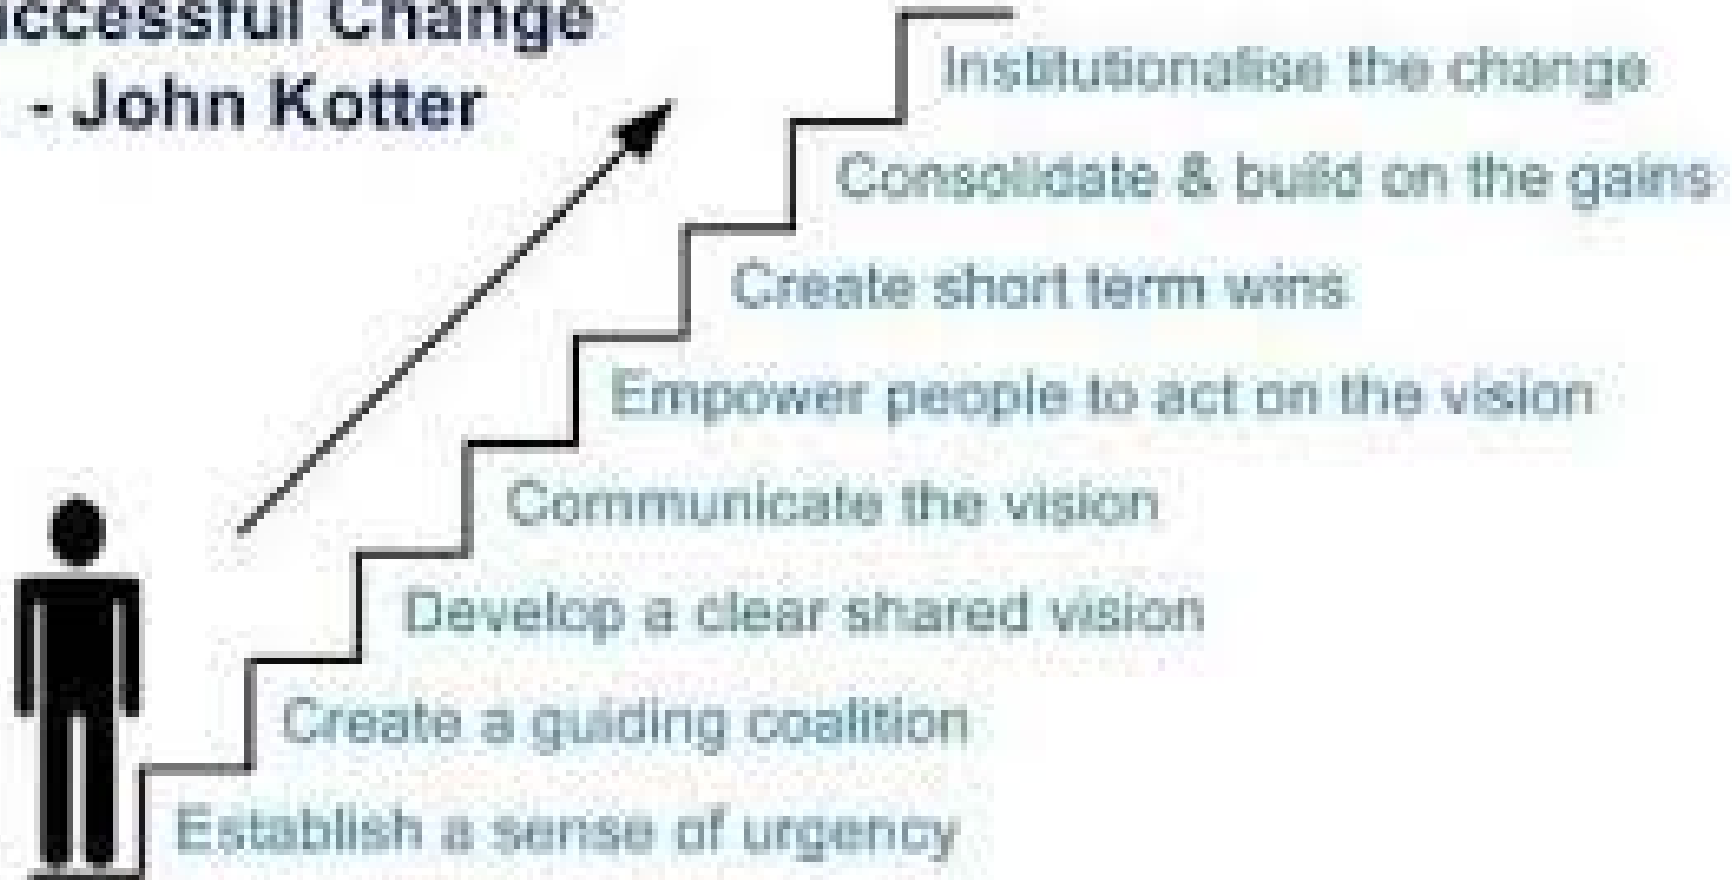 uccessful Change
- John Kotter
Institutionalise the change
Consolidate & build on the gains
Create short term wins
Empower people to act on the vision
Communicate the vision
Develop a clear shared vision
Create a guiding coalition
Establish a sense of urgency